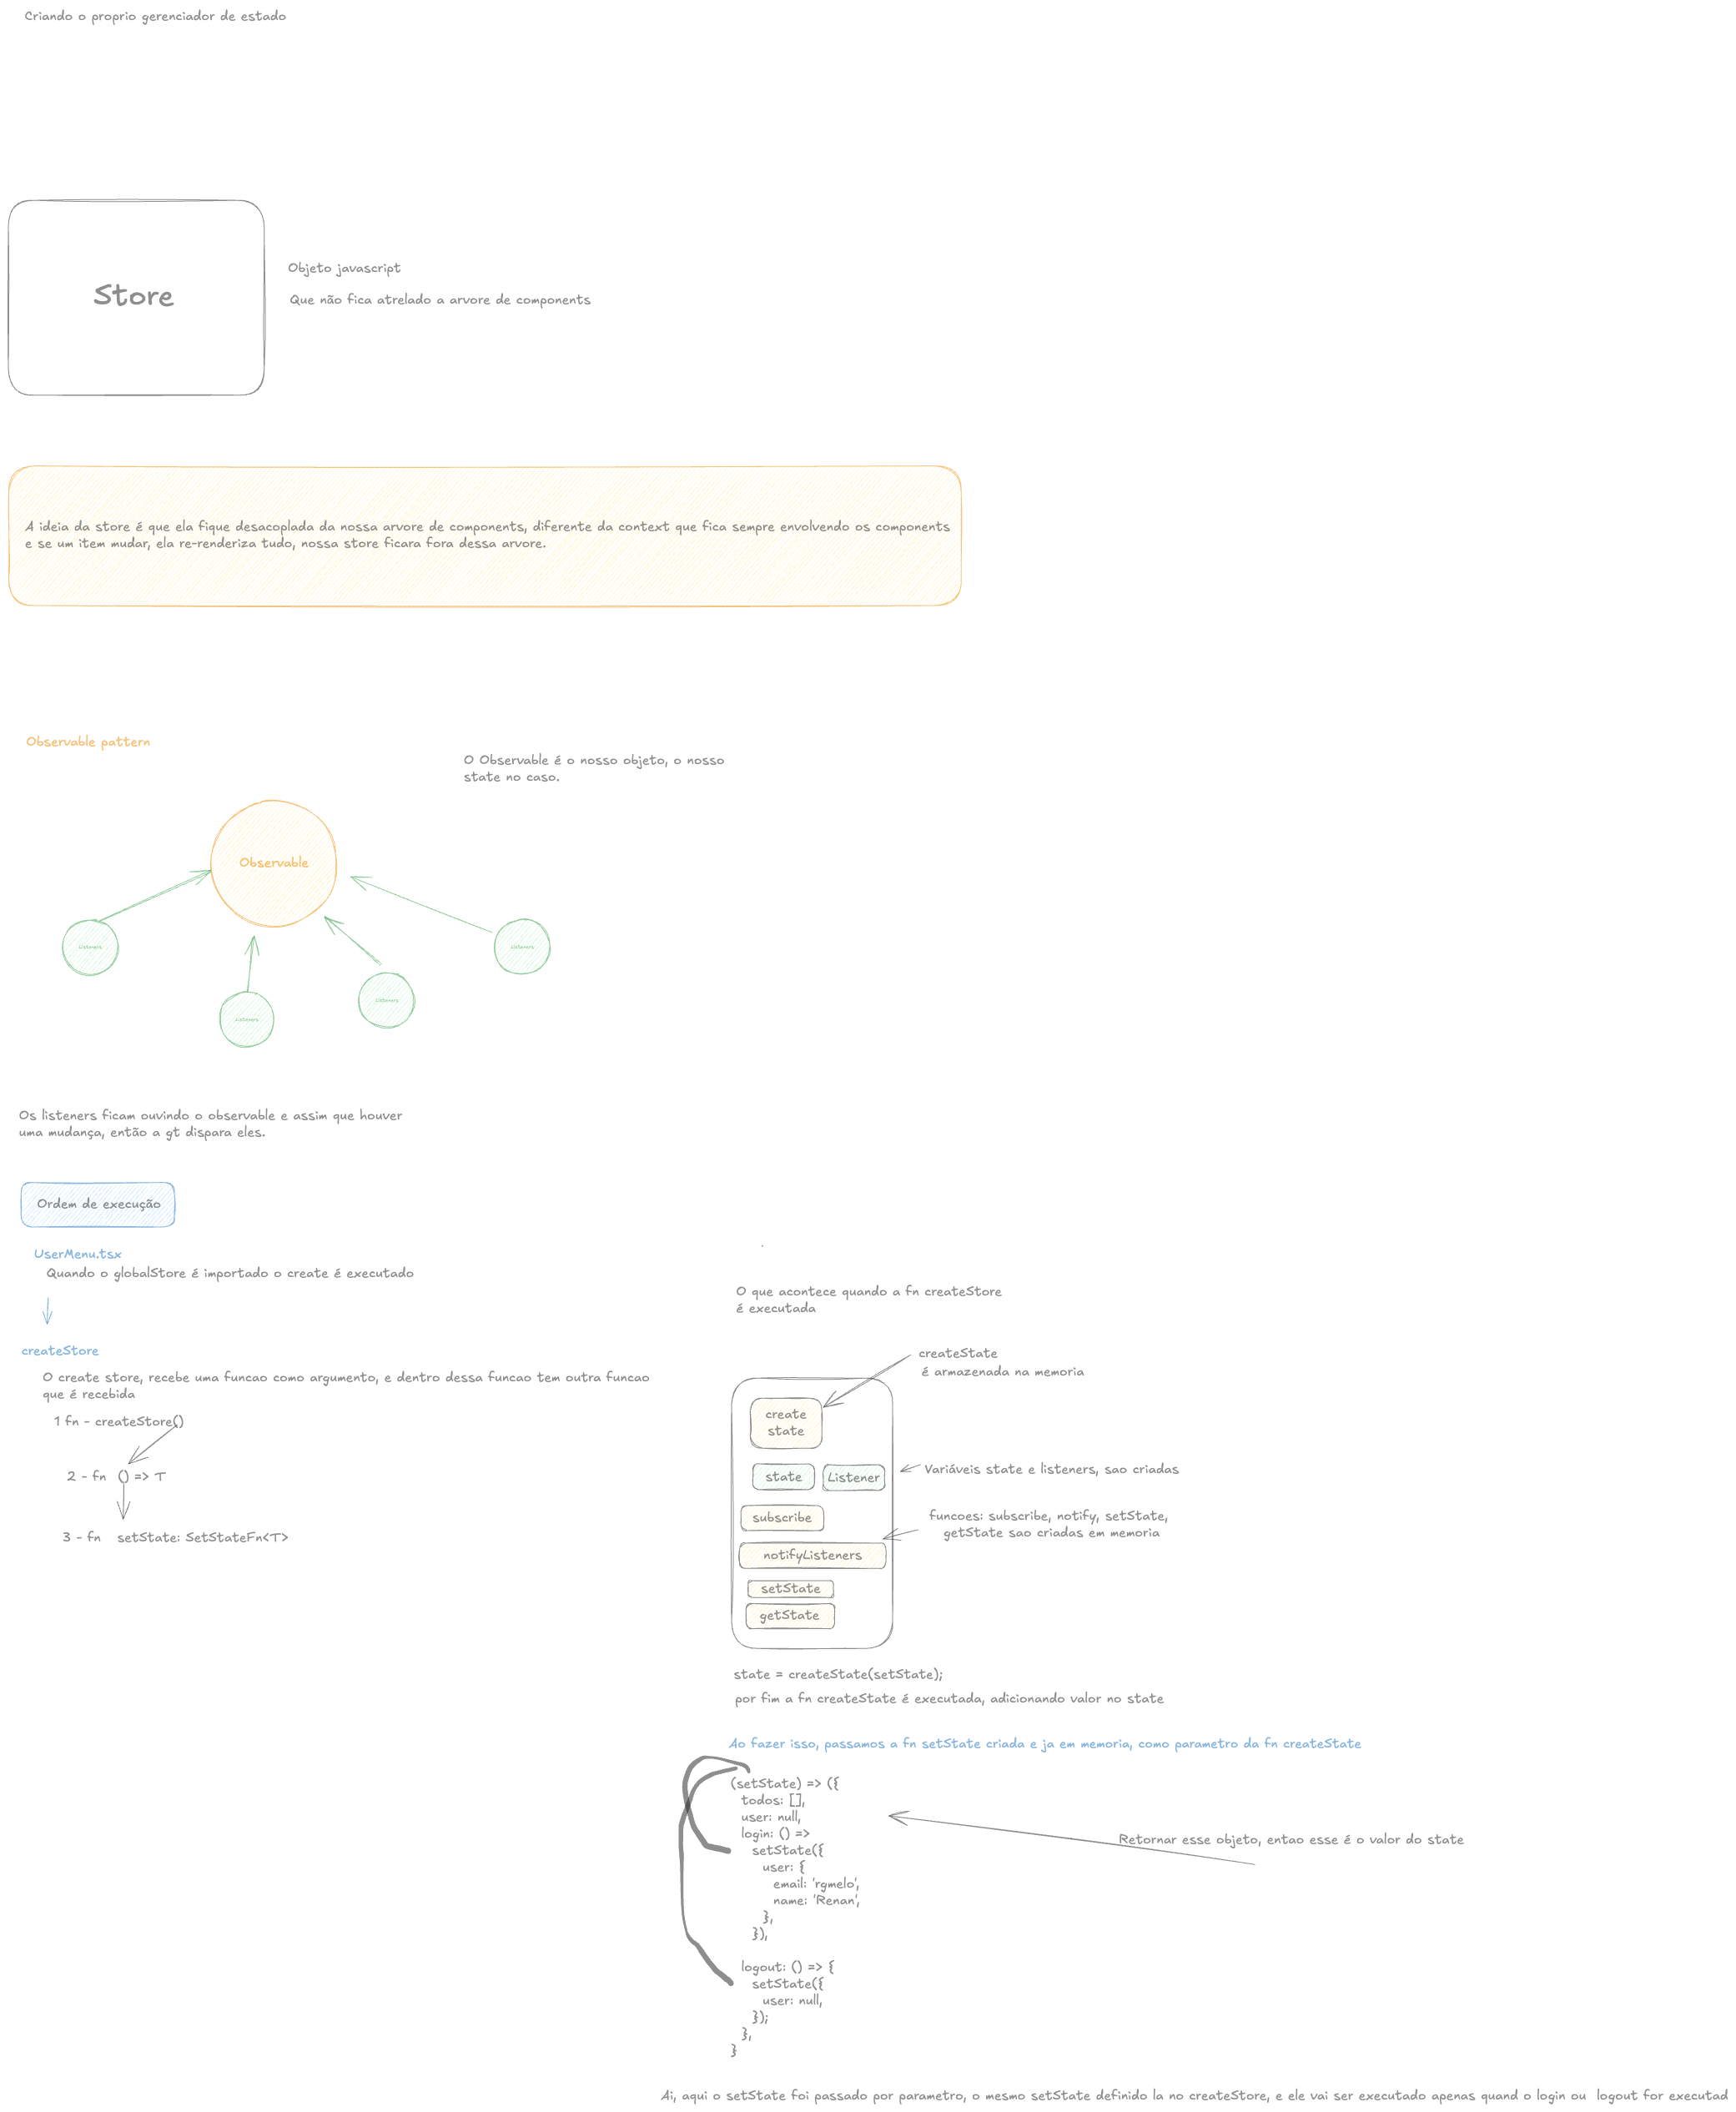 Criando o proprio gerenciador de estado
Store
Objeto javascript
Que não fica atrelado a arvore de components
A ideia da store é que ela fique desacoplada da nossa arvore de components, diferente da context que fica sempre envolvendo os components
e se um item mudar, ela re-renderiza tudo, nossa store ficara fora dessa arvore.
Observable pattern
O Observable é o nosso objeto, o nosso
state no caso.
Observable
Listeners
Listeners
Listeners
Listeners
Os listeners ficam ouvindo o observable e assim que houver
uma mudança, então a gt dispara eles.
Ordem de execução
UserMenu.tsx
Quando o globalStore é importado o create é executado
createStore
O create store, recebe uma funcao como argumento, e dentro dessa funcao tem outra funcao
que é recebida
1 fn - createStore()
2 - fn () => T
3 - fn setState: SetStateFn<T>
O que acontece quando a fn createStore
é executada
createState
é armazenada na memoria
create
state
state
Listener
Variáveis state e listeners, sao criadas
subscribe
funcoes: subscribe, notify, setState,
getState sao criadas em memoria
notifyListeners
setState
getState
state = createState(setState);
por fim a fn createState é executada, adicionando valor no state
Ao fazer isso, passamos a fn setState criada e ja em memoria, como parametro da fn createState
(setState) => ({
todos: [],
user: null,
login: () =>
setState({
user: {
email: 'rgmelo',
name: 'Renan',
},
}),
logout: () => {
setState({
user: null,
});
},
}
Retornar esse objeto, entao esse é o valor do state
Ai, aqui o setState foi passado por parametro, o mesmo setState definido la no createStore, e ele vai ser executado apenas quando o login ou logout for executad